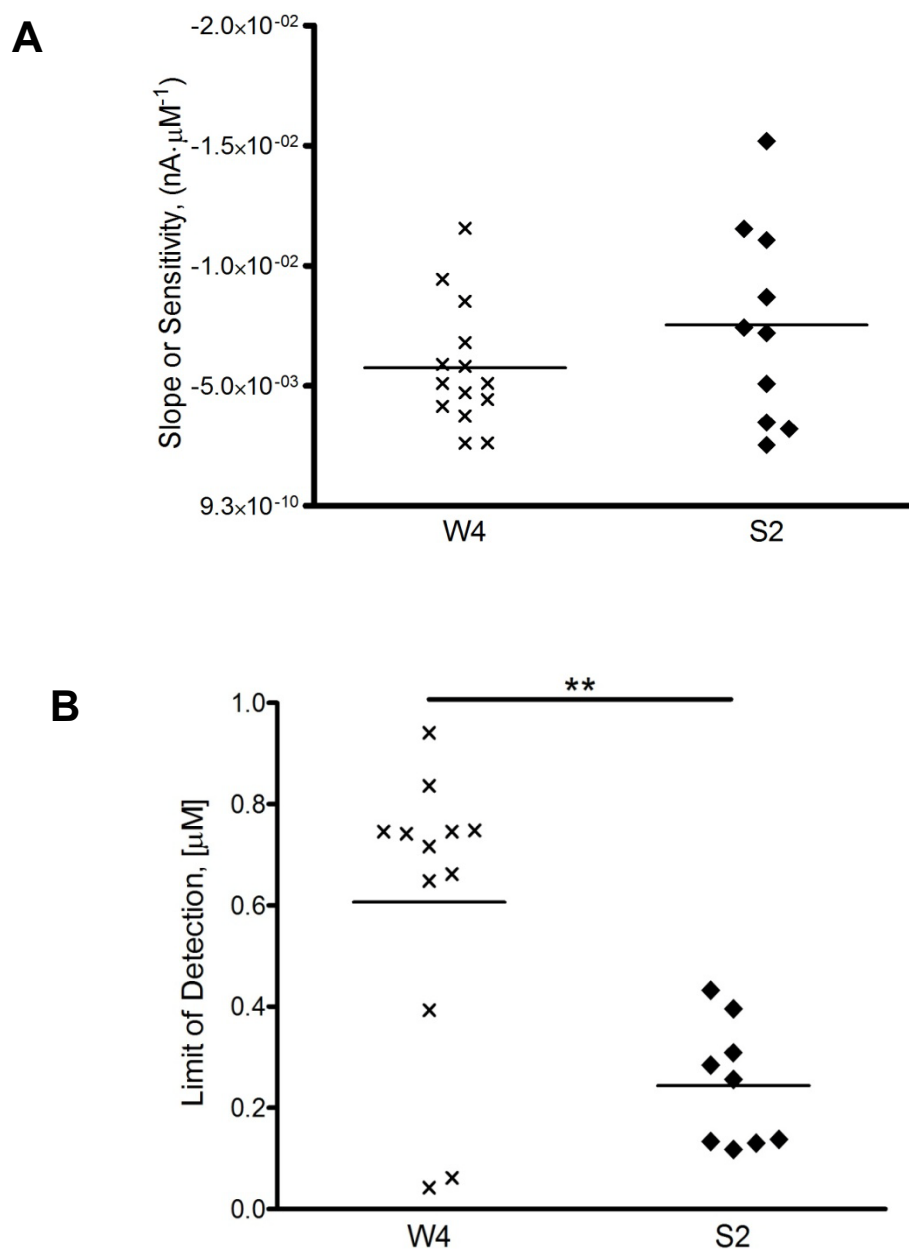 A
Slope or Sensitivity, (nA·µM⁻¹)
-2.0×10⁻⁰²
-1.5×10⁻⁰²
-1.0×10⁻⁰²
-5.0×10⁻⁰³
9.3×10⁻¹⁰
W4 S2
B
Limit of Detection, [µM]
**
1.0
0.8
0.6
0.4
0.2
0.0
W4 S2